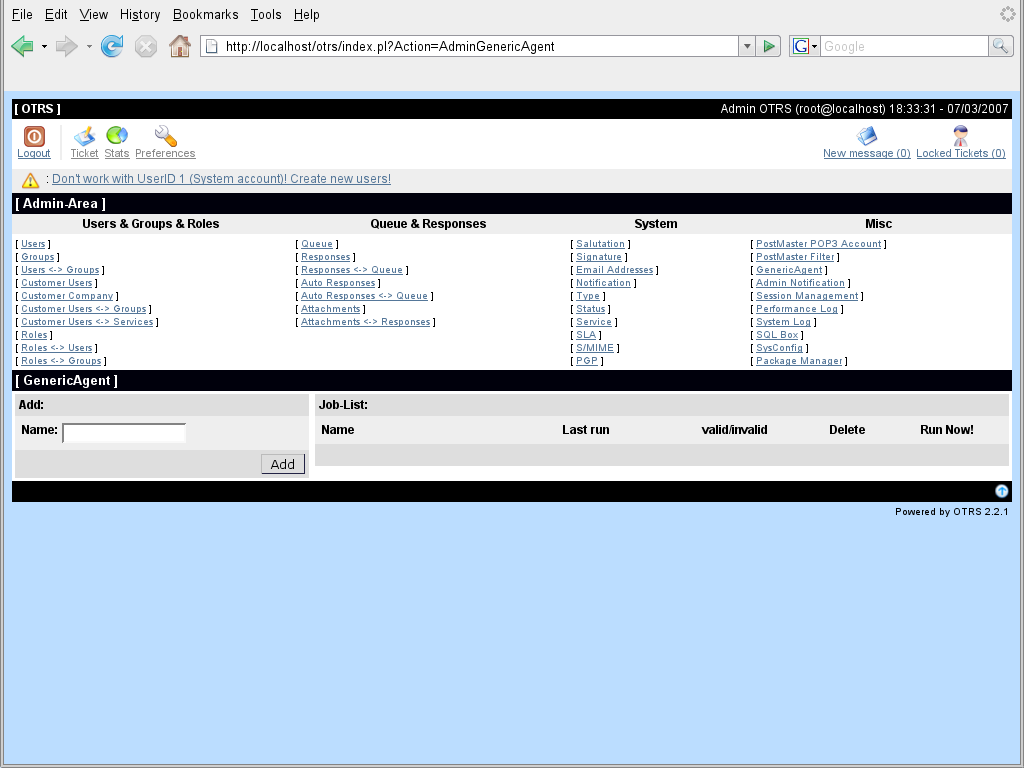 File Edit View History Bookmarks Tools Help
http://localhost/otrs/index.pl?Action=AdminGenericAgent
G Google
[ OTRS ] Admin OTRS (root@localhost) 18:33:31 - 07/03/2007
Logout Ticket Stats Preferences New message (0) Locked Tickets (0)
: Don't work with UserID 1 (System account)! Create new users!
[ Admin-Area ]
Users & Groups & Roles Queue & Responses System Misc
[ Users ] [ Queue ] [ Salutation ] [ PostMaster POP3 Account ]
[ Groups ] [ Responses ] [ Signature ] [ PostMaster Filter ]
[ Users <-> Groups ] [ Responses <-> Queue ] [ Email Addresses ] [ GenericAgent ]
[ Customer Users ] [ Auto Responses ] [ Notification ] [ Admin Notification ]
[ Customer Company ] [ Auto Responses <-> Queue ] [ Type ] [ Session Management ]
[ Customer Users <-> Groups ] [ Attachments ] [ Status ] [ Performance Log ]
[ Customer Users <-> Services ] [ Attachments <-> Responses ] [ Service ] [ System Log ]
[ Roles ] [ SLA ] [ SQL Box ]
[ Roles <-> Users ] [ S/MIME ] [ SysConfig ]
[ Roles <-> Groups ] [ PGP ] [ Package Manager ]
[ GenericAgent ]
Add: Job-List:
Name: Name Last run valid/invalid Delete Run Now!
Add
Powered by OTRS 2.2.1